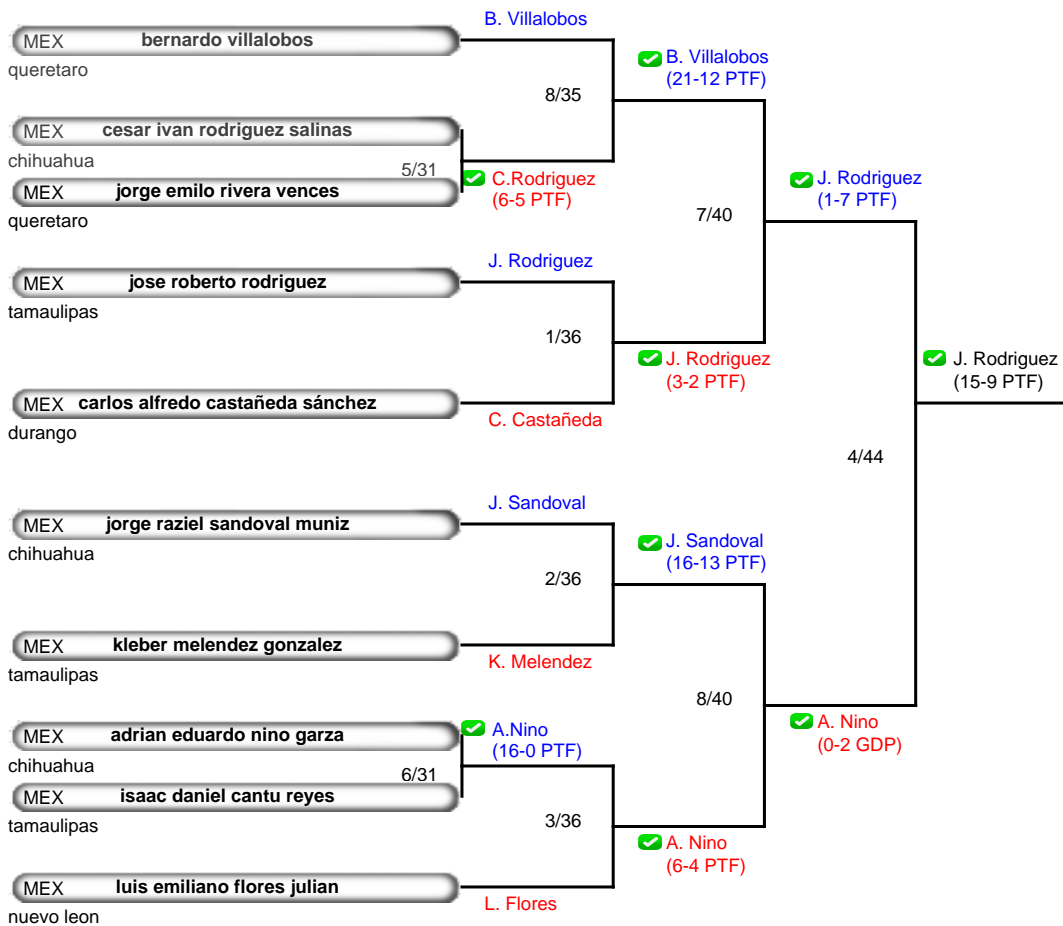 B. Villalobos
MEX bernardo villalobos
queretaro
B. Villalobos
(21-12 PTF)
8/35
MEX cesar ivan rodriguez salinas
chihuahua
5/31
C.Rodriguez
(6-5 PTF)
MEX jorge emilo rivera vences
queretaro
J. Rodriguez
(1-7 PTF)
7/40
J. Rodriguez
MEX jose roberto rodriguez
tamaulipas
1/36
J. Rodriguez
(3-2 PTF)
J. Rodriguez
(15-9 PTF)
MEX carlos alfredo castañeda sánchez
durango
C. Castañeda
4/44
J. Sandoval
MEX jorge raziel sandoval muniz
chihuahua
J. Sandoval
(16-13 PTF)
2/36
MEX kleber melendez gonzalez
tamaulipas
K. Melendez
8/40
MEX adrian eduardo nino garza
chihuahua
A.Nino
(16-0 PTF)
A. Nino
(0-2 GDP)
6/31
MEX isaac daniel cantu reyes
tamaulipas
3/36
A. Nino
(6-4 PTF)
MEX luis emiliano flores julian
nuevo leon
L. Flores